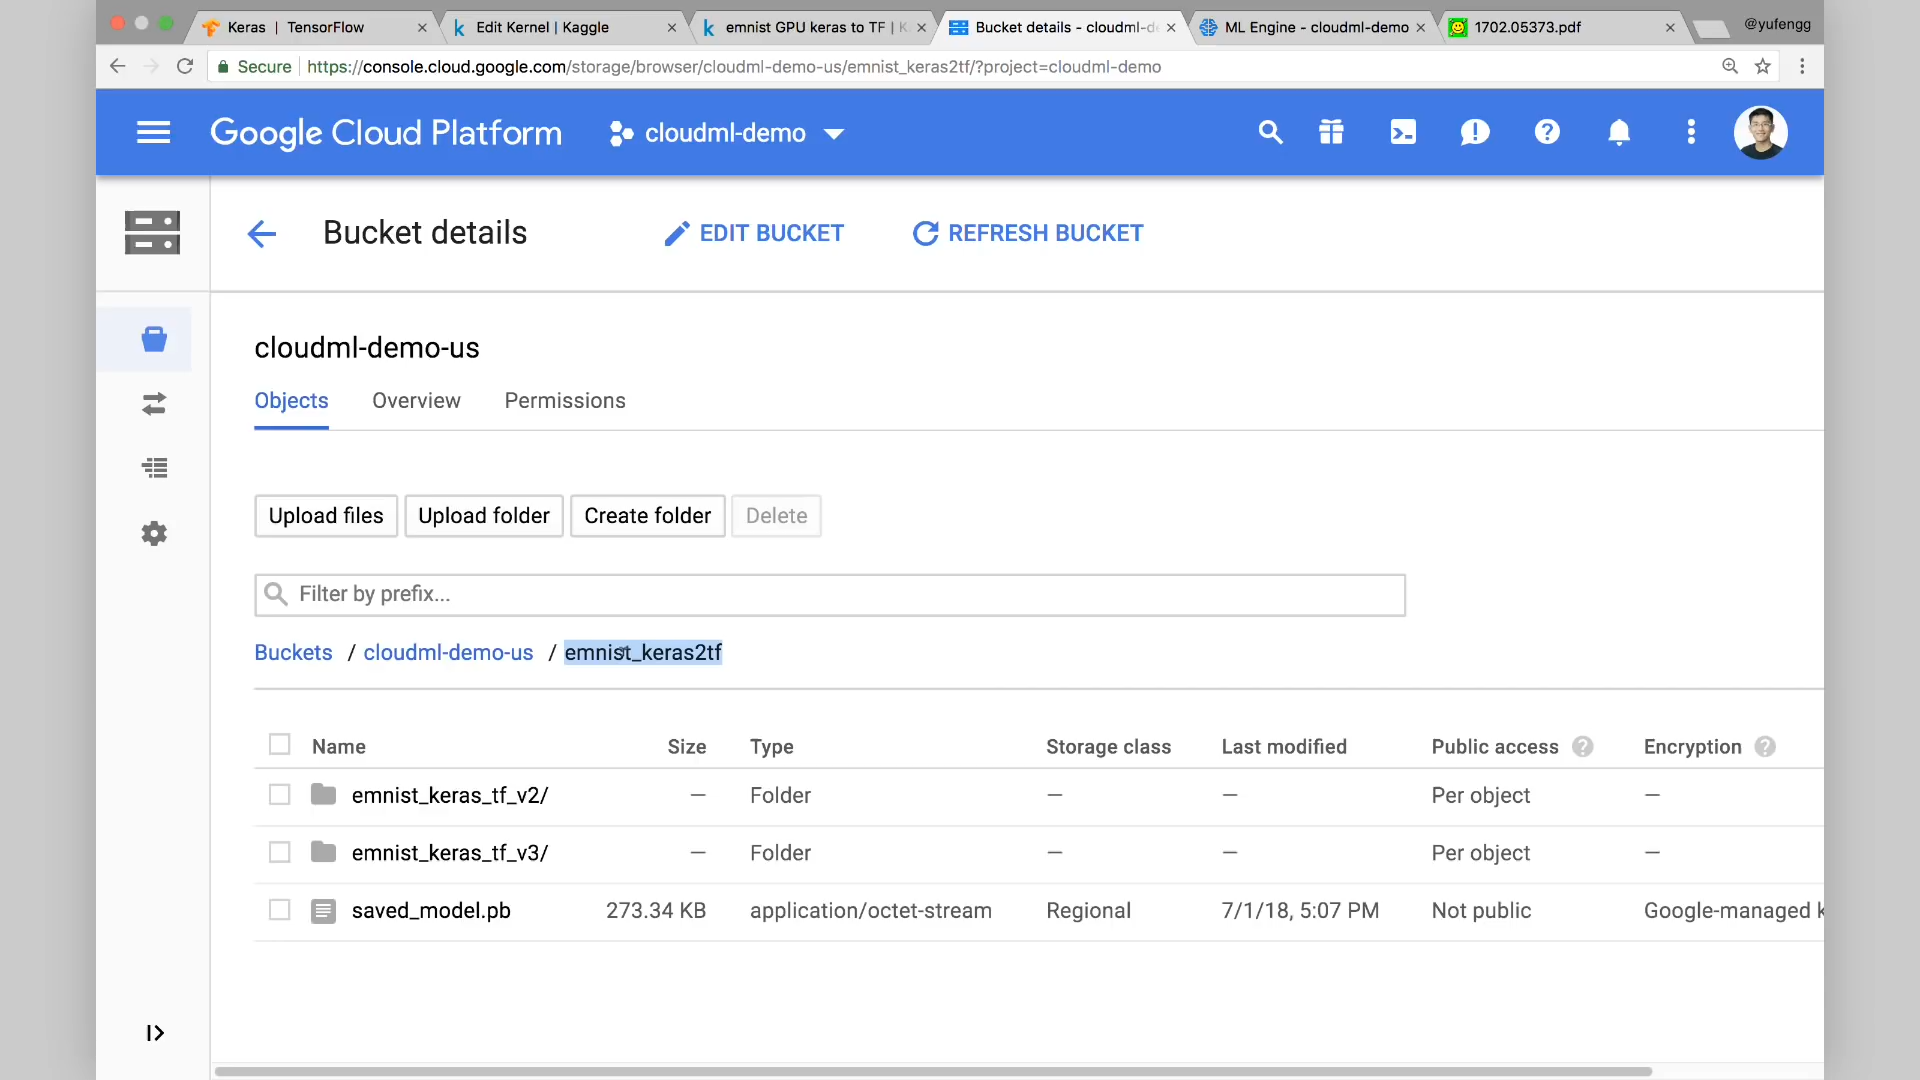 Keras | TensorFlow
Edit Kernel | Kaggle
emnist GPU keras to TF | K
Bucket details - cloudml-de
ML Engine - cloudml-demo
1702.05373.pdf
@yufengg
Secure
https://console.cloud.google.com/storage/browser/cloudml-demo-us/emnist_keras2tf/?project=cloudml-demo
Google Cloud Platform
cloudml-demo
Bucket details
EDIT BUCKET
REFRESH BUCKET
cloudml-demo-us
Objects
Overview
Permissions
Upload files
Upload folder
Create folder
Delete
Filter by prefix...
Buckets / cloudml-demo-us / emnist_keras2tf
Name Size Type Storage class Last modified Public access Encryption
emnist_keras_tf_v2/ — Folder — — Per object —
emnist_keras_tf_v3/ — Folder — — Per object —
saved_model.pb 273.34 KB application/octet-stream Regional 7/1/18, 5:07 PM Not public Google-managed k